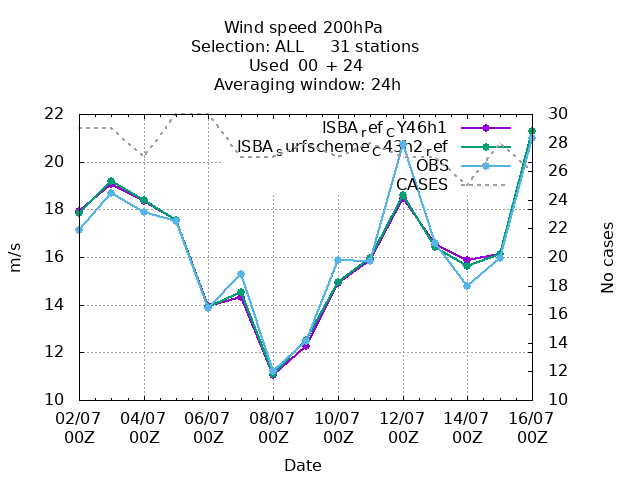 Wind speed 200hPa
Selection: ALL 31 stations
Used 00 + 24
Averaging window: 24h
22
20
18
16
14
12
10
m/s
30
28
26
24
22
20
18
16
14
12
10
No cases
ISBA_ref_CY46h1
ISBA_surfscheme_c43h2_ref
OBS
CASES
02/07 04/07 06/07 08/07 10/07 12/07 14/07 16/07
00Z 00Z 00Z 00Z 00Z 00Z 00Z 00Z
Date